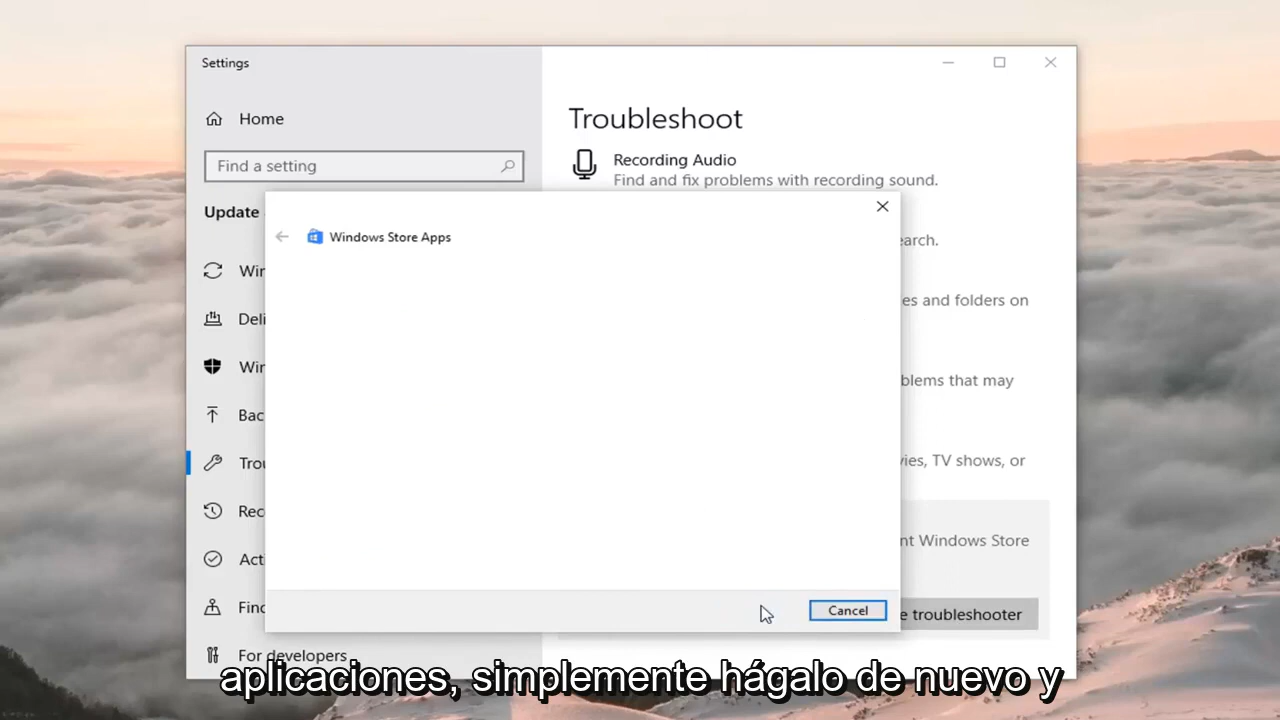 Settings
Home
Find a setting
Update
Win
Deli
Win
Bac
Trou
Rec
Acti
Find
For developers
Troubleshoot
Recording Audio
Find and fix problems with recording sound.
earch.
es and folders on
blems that may
vies, TV shows, or
nt Windows Store
e troubleshooter
Windows Store Apps
Cancel
aplicaciones, simplemente hágalo de nuevo y